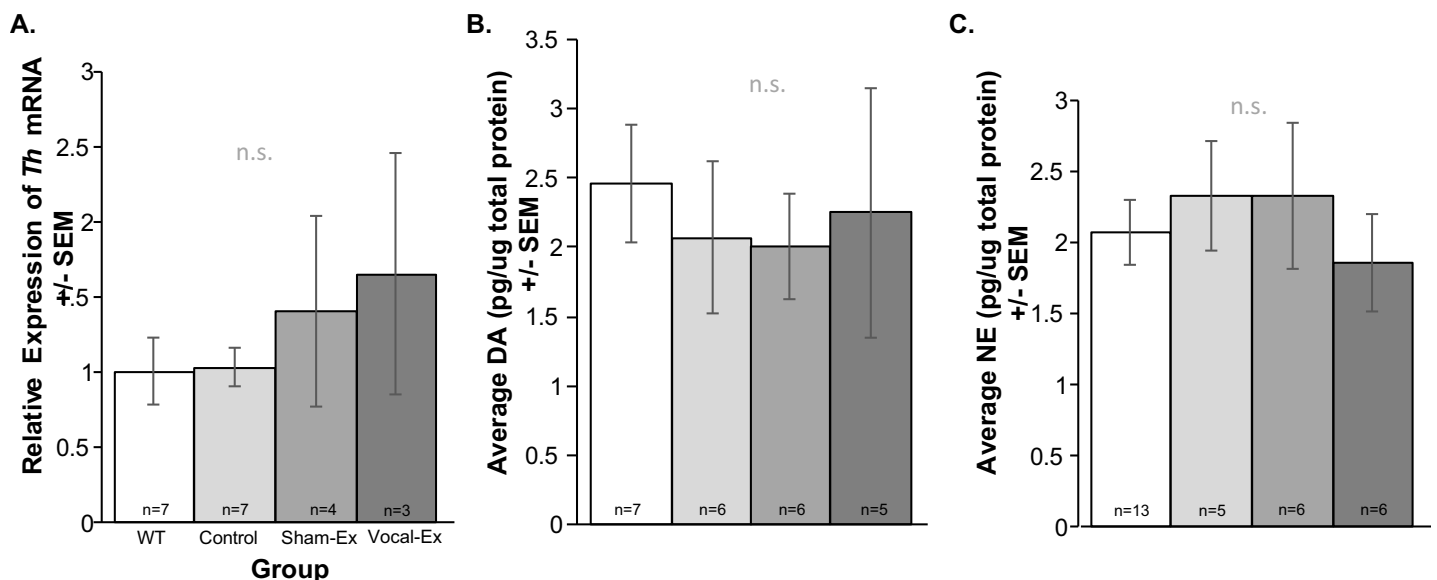 A.
Relative Expression of Th mRNA
+/- SEM
3
2.5
2
1.5
1
0.5
0
n.s.
n=7
n=7
n=4
n=3
WT
Control
Sham-Ex
Vocal-Ex
Group
B.
Average DA (pg/ug total protein)
+/- SEM
3.5
3
2.5
2
1.5
1
0.5
0
n.s.
n=7
n=6
n=6
n=5
C.
Average NE (pg/ug total protein)
+/- SEM
3
2.5
2
1.5
1
0.5
0
n.s.
n=13
n=5
n=6
n=6